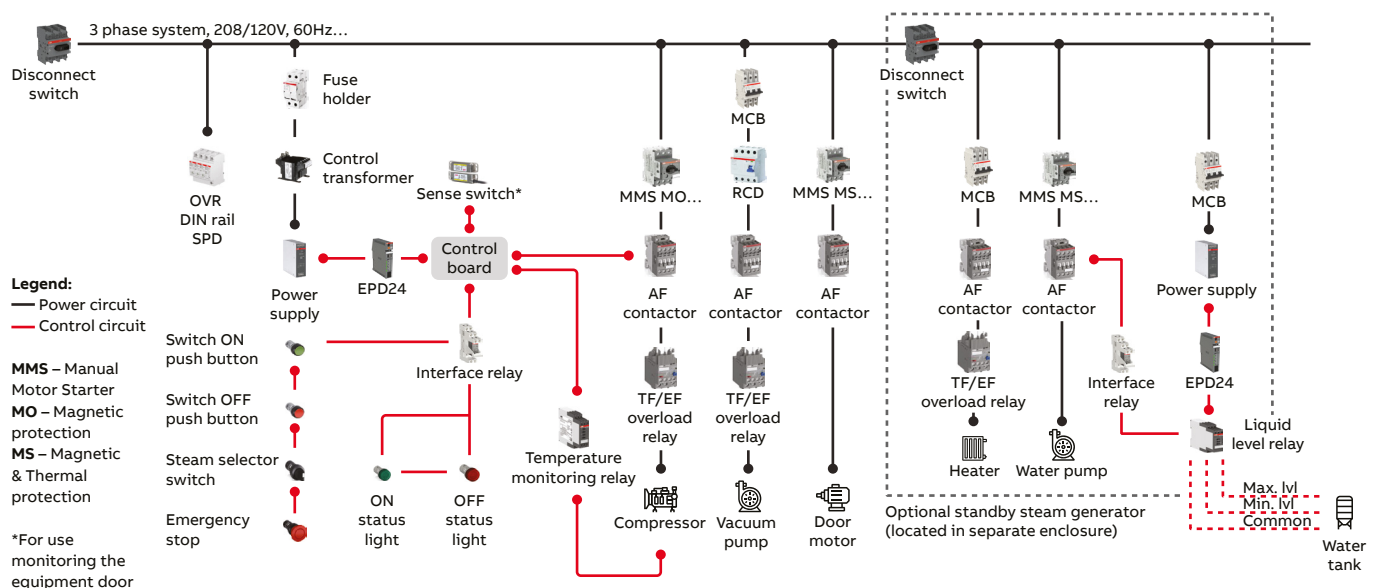 3 phase system, 208/120V, 60Hz…
Disconnect
switch
Fuse
holder
MCB
Disconnect
switch
OVR
DIN rail
SPD
Control
transformer
Sense switch*
MMS MO…
RCD
MMS MS…
MCB
MMS MS…
MCB
Control
board
Power
supply
EPD24
AF
contactor
AF
contactor
AF
contactor
AF
contactor
AF
contactor
Power supply
Legend:
Power circuit
Control circuit
MMS – Manual
Motor Starter
MO – Magnetic
protection
MS – Magnetic
& Thermal
protection
*For use
monitoring the
equipment door
Switch ON
push button
Switch OFF
push button
Steam selector
switch
Emergency
stop
Interface relay
ON
status
light
OFF
status
light
Temperature
monitoring relay
TF/EF
overload
relay
TF/EF
overload
relay
TF/EF
overload relay
Interface
relay
EPD24
Liquid
level relay
Compressor
Vacuum
pump
Door
motor
Heater
Water pump
Optional standby steam generator
(located in separate enclosure)
Max. lvl
Min. lvl
Common
Water
tank